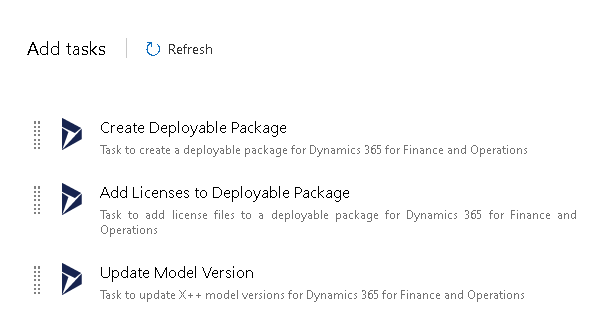 Add tasks
Refresh
Create Deployable Package
Task to create a deployable package for Dynamics 365 for Finance and Operations
Add Licenses to Deployable Package
Task to add license files to a deployable package for Dynamics 365 for Finance and
Operations
Update Model Version
Task to update X++ model versions for Dynamics 365 for Finance and Operations